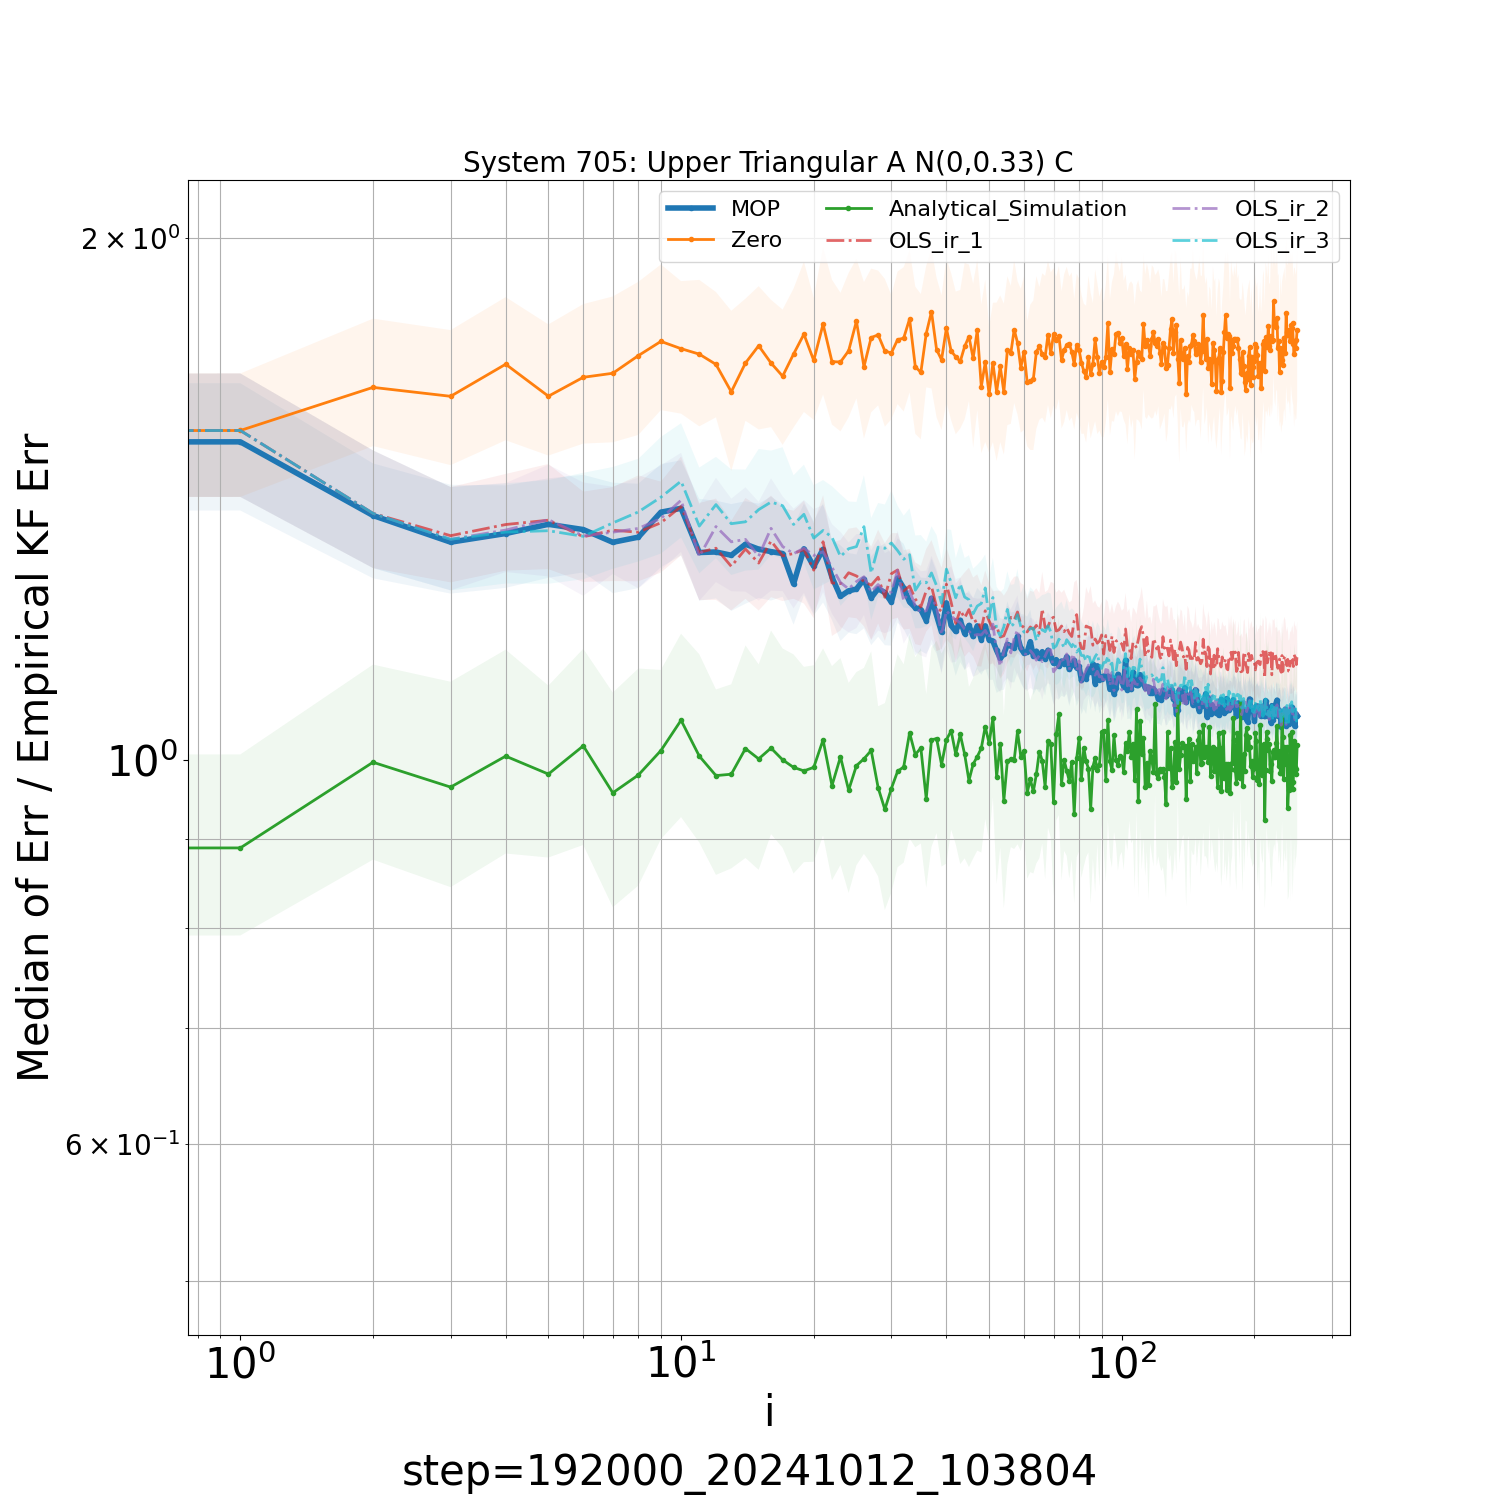 System 705: Upper Triangular A N(0,0.33) C
MOP
Zero
Analytical_Simulation
OLS_ir_1
OLS_ir_2
OLS_ir_3
2 × 10⁰
10⁰
6 × 10⁻¹
Median of Err / Empirical KF Err
10⁰ 10¹ 10²
i
step=192000_20241012_103804